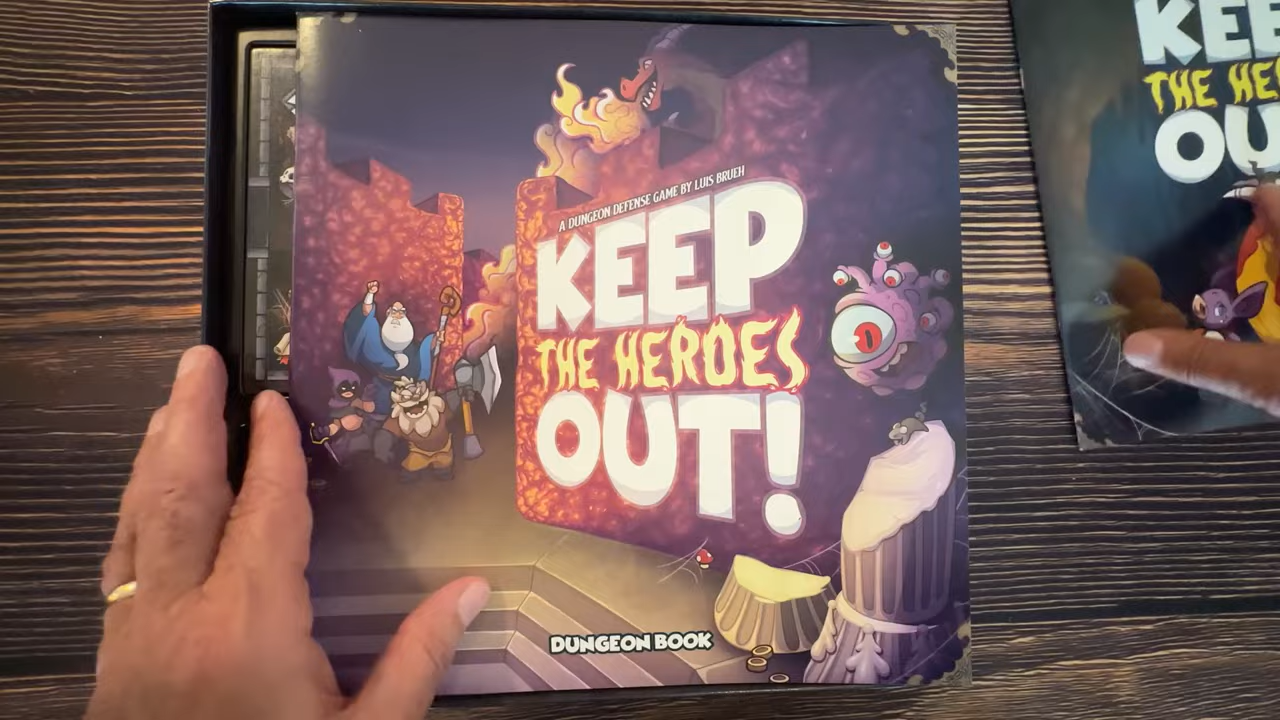 A DUNGEON DEFENSE GAME BY LUIS BRUEH
KEEP
THE HEROES
OUT!
DUNGEON BOOK
KEE
THE HE
OU